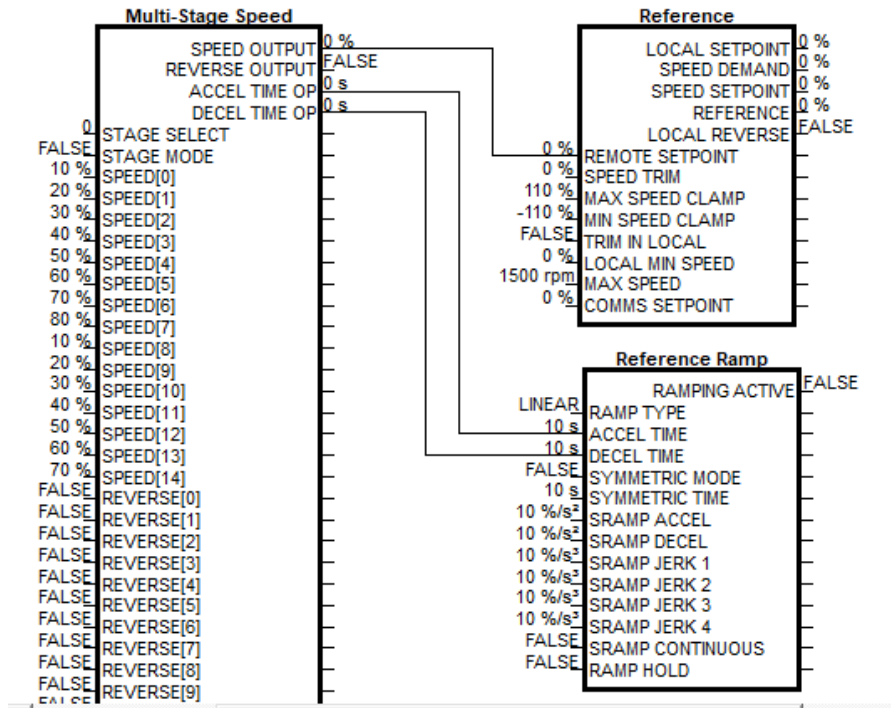 Multi-Stage Speed
SPEED OUTPUT 0 %
REVERSE OUTPUT FALSE
ACCEL TIME OP 0 s
DECEL TIME OP 0 s
0 STAGE SELECT
FALSE STAGE MODE
10 % SPEED[0]
20 % SPEED[1]
30 % SPEED[2]
40 % SPEED[3]
50 % SPEED[4]
60 % SPEED[5]
70 % SPEED[6]
80 % SPEED[7]
10 % SPEED[8]
20 % SPEED[9]
30 % SPEED[10]
40 % SPEED[11]
50 % SPEED[12]
60 % SPEED[13]
70 % SPEED[14]
FALSE REVERSE[0]
FALSE REVERSE[1]
FALSE REVERSE[2]
FALSE REVERSE[3]
FALSE REVERSE[4]
FALSE REVERSE[5]
FALSE REVERSE[6]
FALSE REVERSE[7]
FALSE REVERSE[8]
FALSE REVERSE[9]
FALSE
Reference
LOCAL SETPOINT 0 %
SPEED DEMAND 0 %
SPEED SETPOINT 0 %
REFERENCE 0 %
LOCAL REVERSE FALSE
0 % REMOTE SETPOINT
0 % SPEED TRIM
110 % MAX SPEED CLAMP
-110 % MIN SPEED CLAMP
FALSE TRIM IN LOCAL
0 % LOCAL MIN SPEED
1500 rpm MAX SPEED
0 % COMMS SETPOINT
Reference Ramp
RAMPING ACTIVE FALSE
LINEAR RAMP TYPE
10 s ACCEL TIME
10 s DECEL TIME
FALSE SYMMETRIC MODE
10 s SYMMETRIC TIME
10 %/s² SRAMP ACCEL
10 %/s² SRAMP DECEL
10 %/s³ SRAMP JERK 1
10 %/s³ SRAMP JERK 2
10 %/s³ SRAMP JERK 3
10 %/s³ SRAMP JERK 4
FALSE SRAMP CONTINUOUS
FALSE RAMP HOLD